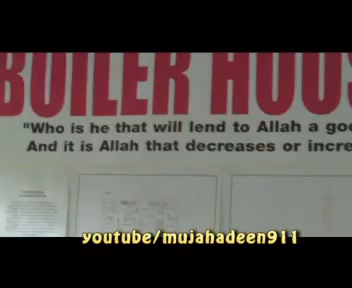 BOILER HOUS
"Who is he that will lend to Allah a goo
And it is Allah that decreases or incre
youtube/mujahadeen911